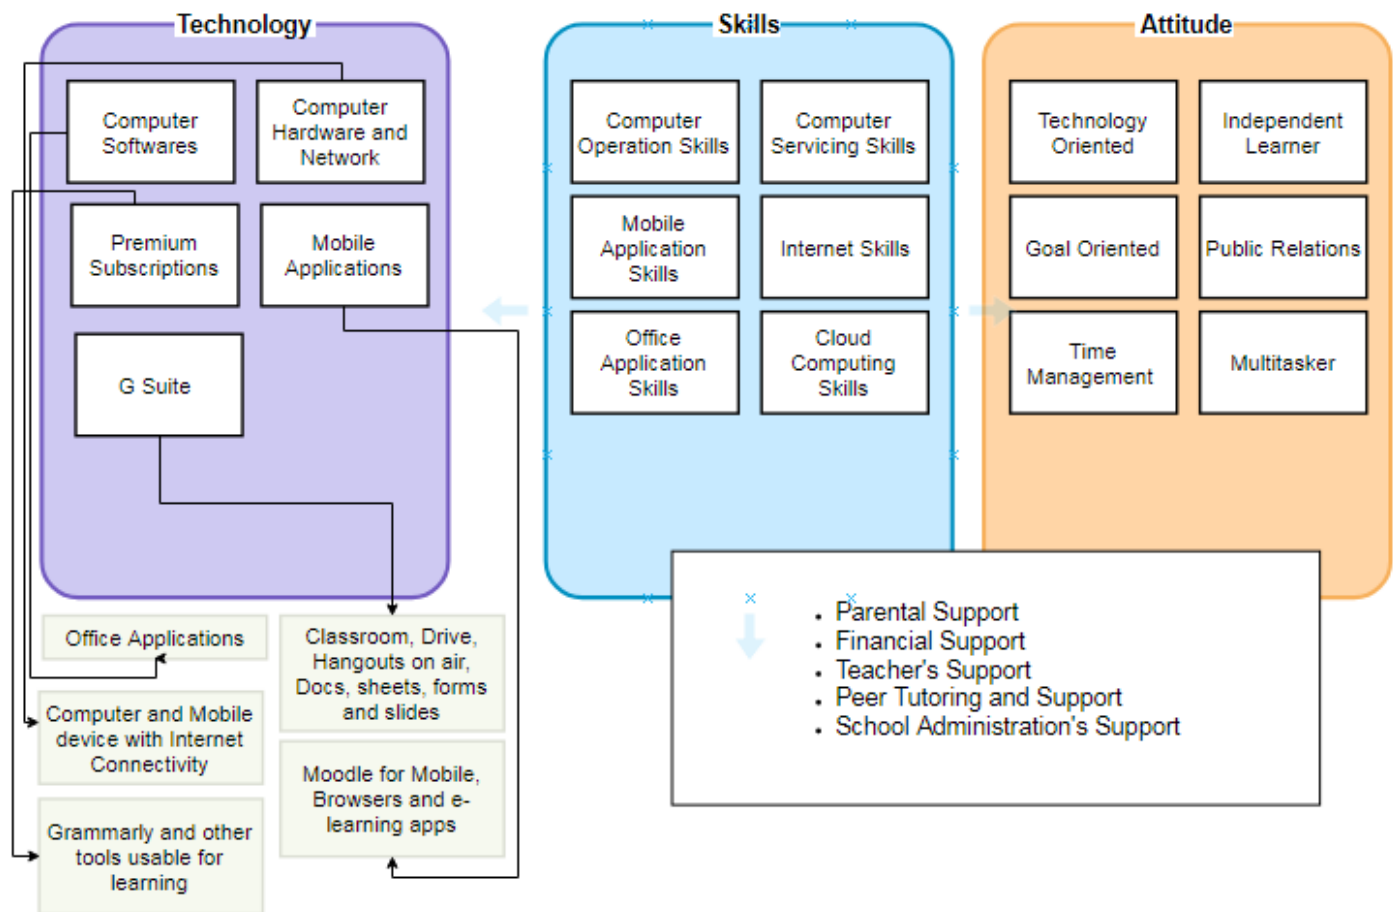 Technology
Computer
Softwares
Computer
Hardware and
Network
Premium
Subscriptions
Mobile
Applications
G Suite
Office Applications
Classroom, Drive,
Hangouts on air,
Docs, sheets, forms
and slides
Computer and Mobile
device with Internet
Connectivity
Moodle for Mobile,
Browsers and e-
learning apps
Grammarly and other
tools usable for
learning
Skills
Computer
Operation Skills
Computer
Servicing Skills
Mobile
Application
Skills
Internet Skills
Office
Application
Skills
Cloud
Computing
Skills
Attitude
Technology
Oriented
Independent
Learner
Goal Oriented
Public Relations
Time
Management
Multitasker
• Parental Support
• Financial Support
• Teacher's Support
• Peer Tutoring and Support
• School Administration's Support